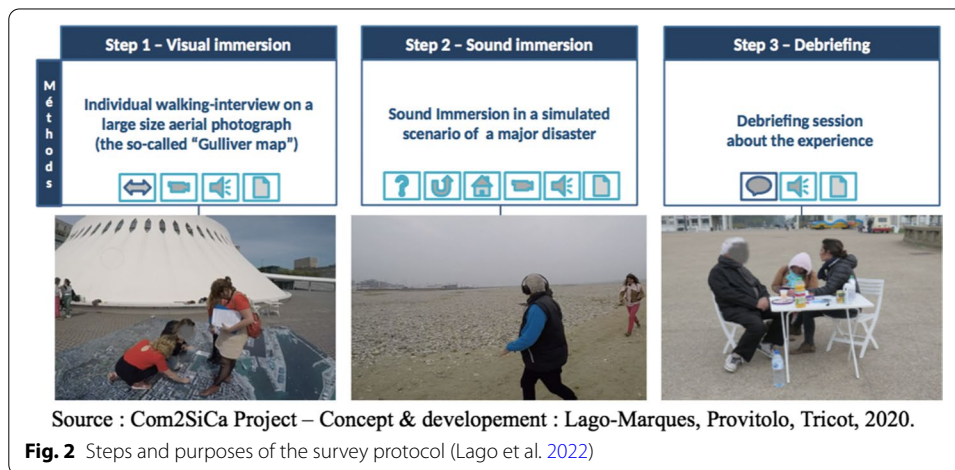 Step 1 – Visual immersion
Step 2 – Sound immersion
Step 3 – Debriefing
Méthods
Individual walking-interview on a
large size aerial photograph
(the so-called “Gulliver map”)
Sound Immersion in a simulated
scenario of a major disaster
Debriefing session
about the experience
?
Source : Com2SiCa Project – Concept & developement : Lago-Marques, Provitolo, Tricot, 2020.
Fig. 2 Steps and purposes of the survey protocol (Lago et al. 2022)